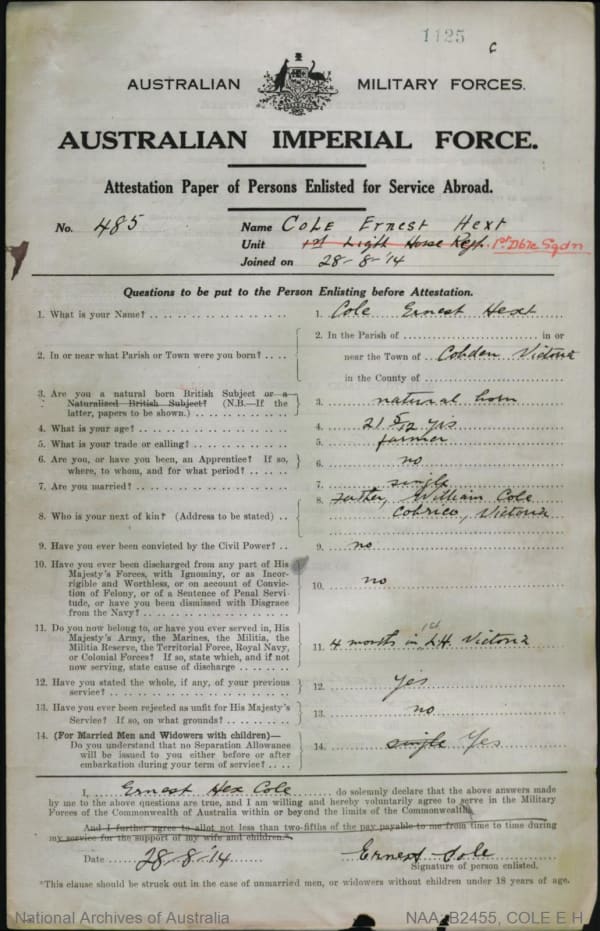 1125 c
AUSTRALIAN MILITARY FORCES.
AUSTRALIAN IMPERIAL FORCE.
Attestation Paper of Persons Enlisted for Service Abroad.
No. 485 Name COLE Ernest Hext
Unit 1st Light Horse Regt. 1st Dble Sqdn
Joined on 28-8-'14
Questions to be put to the Person Enlisting before Attestation.
1. What is your Name? 1. Cole Ernest Hext
2. In the Parish of in or
2. In or near what Parish or Town were you born? near the Town of Cobden Victoria
in the County of
3. Are you a natural born British Subject or a
Naturalized British Subject? (N.B.—If the 3. natural born
latter, papers to be shown.)
4. What is your age? 4. 21 5/12 yrs
5. What is your trade or calling? 5. farmer
6. Are you, or have you been, an Apprentice? If so,
where, to whom, and for what period? 6. no
7. Are you married? 7. single
8. father, William Cole
8. Who is your next of kin? (Address to be stated) Cobrico, Victoria
9. Have you ever been convicted by the Civil Power? 9. no
10. Have you ever been discharged from any part of His
Majesty's Forces, with Ignominy, or as Incor-
rigible and Worthless, or on account of Convic-
tion of Felony, or of a Sentence of Penal Servi- 10. no
tude, or have you been dismissed with Disgrace
from the Navy?
11. Do you now belong to, or have you ever served in, His
Majesty's Army, the Marines, the Militia, the
Militia Reserve, the Territorial Force, Royal Navy, 11. 4 months in 1st L.H. Victoria
or Colonial Forces? If so, state which, and if not
now serving, state cause of discharge
12. Have you stated the whole, if any, of your previous
service? 12. Yes
13. Have you ever been rejected as unfit for His Majesty's
Service? If so, on what grounds? 13. no
14. (For Married Men and Widowers with children)—
Do you understand that no Separation Allowance 14. single Yes
will be issued to you either before or after
embarkation during your term of service?
I, Ernest Hex Cole do solemnly declare that the above answers made
by me to the above questions are true, and I am willing and hereby voluntarily agree to serve in the Military
Forces of the Commonwealth of Australia within or beyond the limits of the Commonwealth.
And I further agree to allot not less than two-fifths of the pay payable to me from time to time during
my service for the support of my wife and children.*
Date 28-8-'14 Ernest Cole
Signature of person enlisted.
*This clause should be struck out in the case of unmarried men, or widowers without children under 18 years of age.
National Archives of Australia NAA: B2455, COLE E H